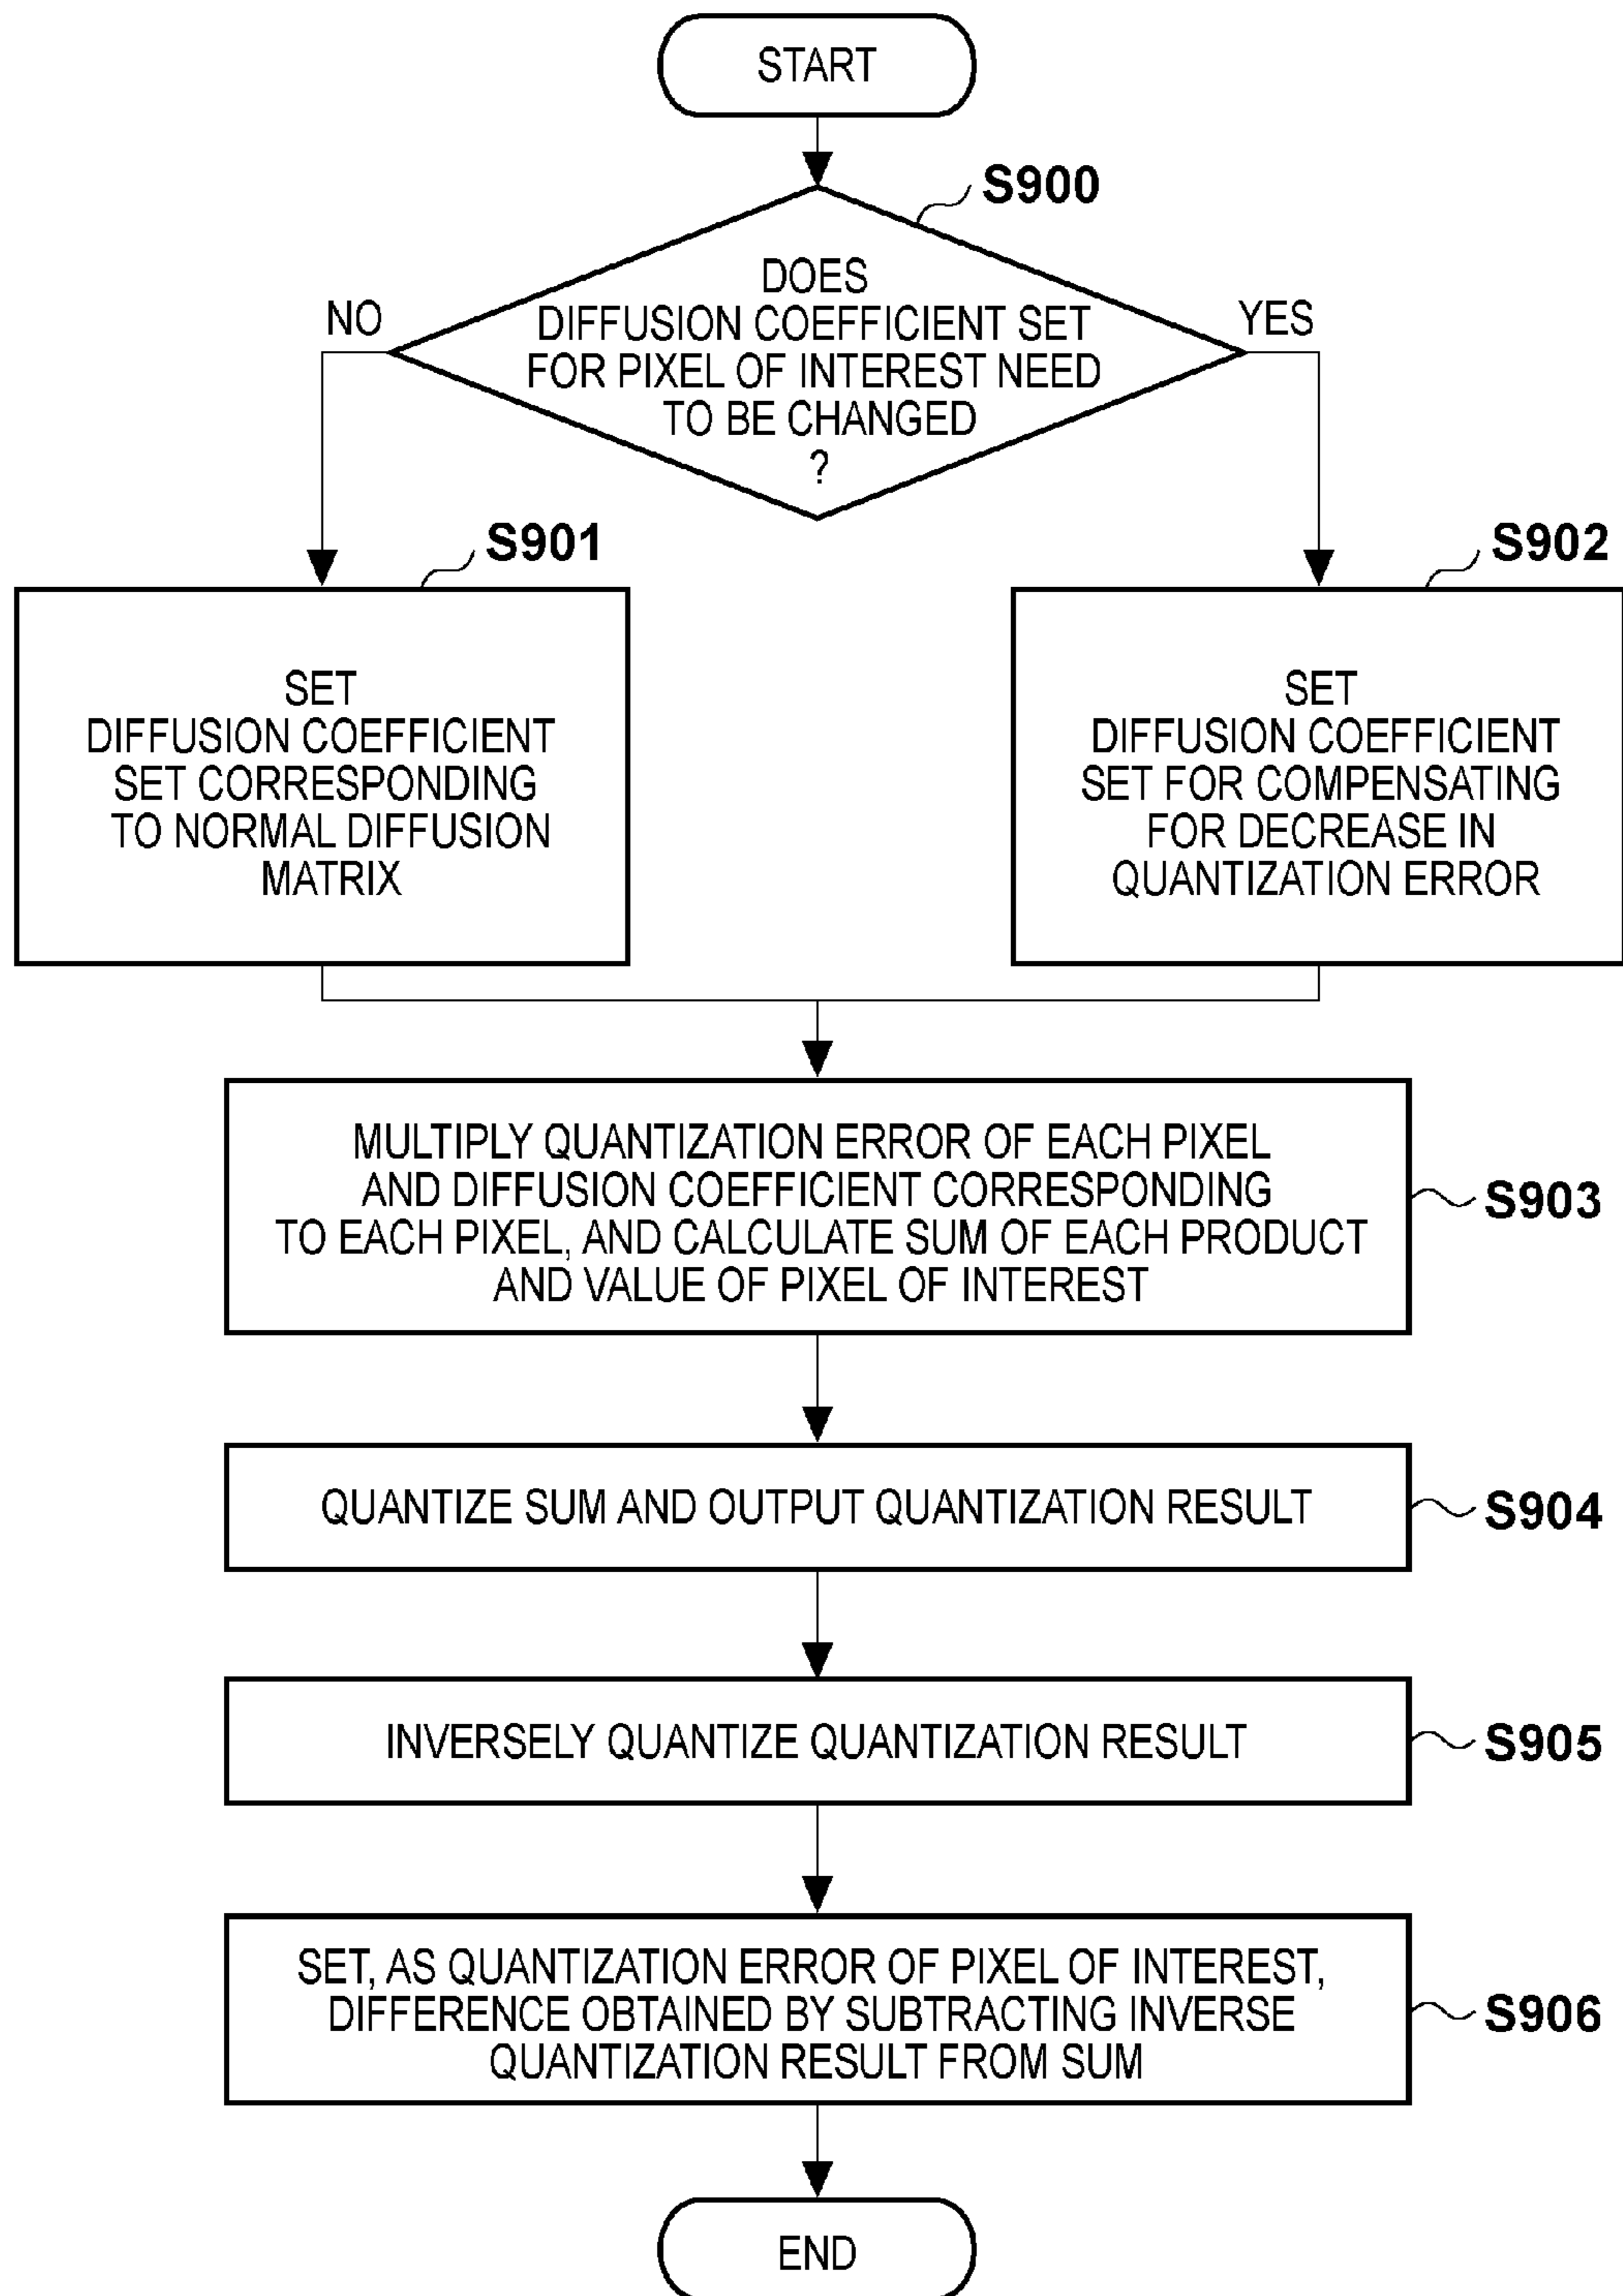 START
S900
DOES
DIFFUSION COEFFICIENT SET
FOR PIXEL OF INTEREST NEED
TO BE CHANGED
?
NO
YES
S901
SET
DIFFUSION COEFFICIENT
SET CORRESPONDING
TO NORMAL DIFFUSION
MATRIX
S902
SET
DIFFUSION COEFFICIENT
SET FOR COMPENSATING
FOR DECREASE IN
QUANTIZATION ERROR
MULTIPLY QUANTIZATION ERROR OF EACH PIXEL
AND DIFFUSION COEFFICIENT CORRESPONDING
TO EACH PIXEL, AND CALCULATE SUM OF EACH PRODUCT
AND VALUE OF PIXEL OF INTEREST
S903
QUANTIZE SUM AND OUTPUT QUANTIZATION RESULT
S904
INVERSELY QUANTIZE QUANTIZATION RESULT
S905
SET, AS QUANTIZATION ERROR OF PIXEL OF INTEREST,
DIFFERENCE OBTAINED BY SUBTRACTING INVERSE
QUANTIZATION RESULT FROM SUM
S906
END